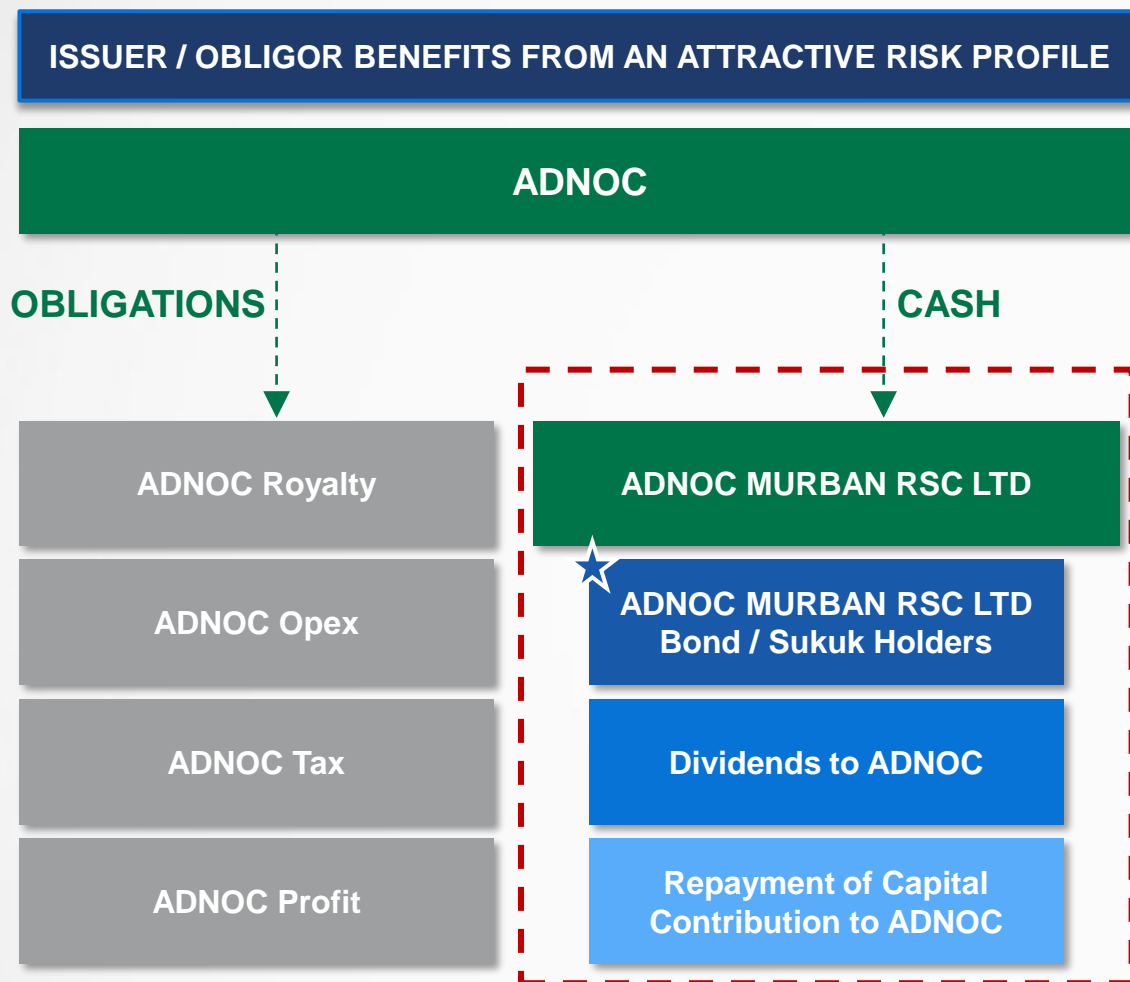 ISSUER / OBLIGOR BENEFITS FROM AN ATTRACTIVE RISK PROFILE
ADNOC
OBLIGATIONS
CASH
ADNOC Royalty
ADNOC MURBAN RSC LTD
ADNOC Opex
ADNOC MURBAN RSC LTD
Bond / Sukuk Holders
ADNOC Tax
Dividends to ADNOC
ADNOC Profit
Repayment of Capital
Contribution to ADNOC